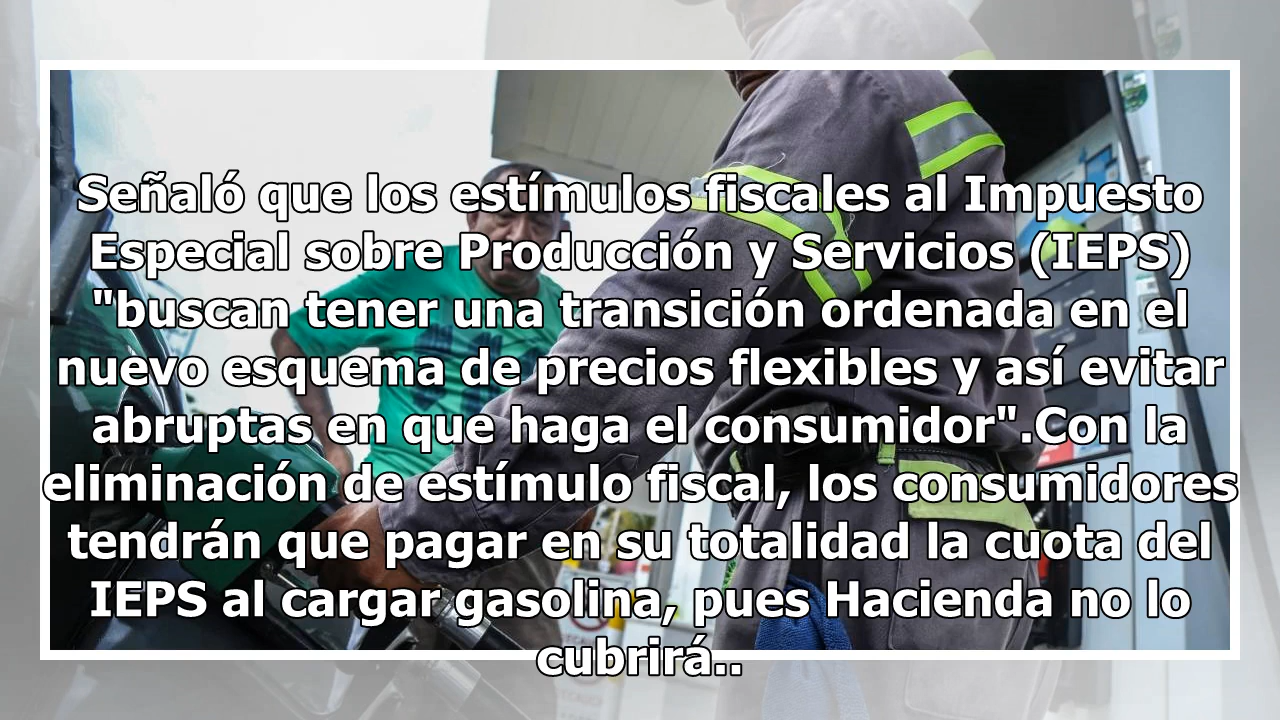 Señaló que los estímulos fiscales al Impuesto
Especial sobre Producción y Servicios (IEPS)
"buscan tener una transición ordenada en el
nuevo esquema de precios flexibles y así evitar
abruptas en que haga el consumidor".Con la
eliminación de estímulo fiscal, los consumidores
tendrán que pagar en su totalidad la cuota del
IEPS al cargar gasolina, pues Hacienda no lo
cubrirá..